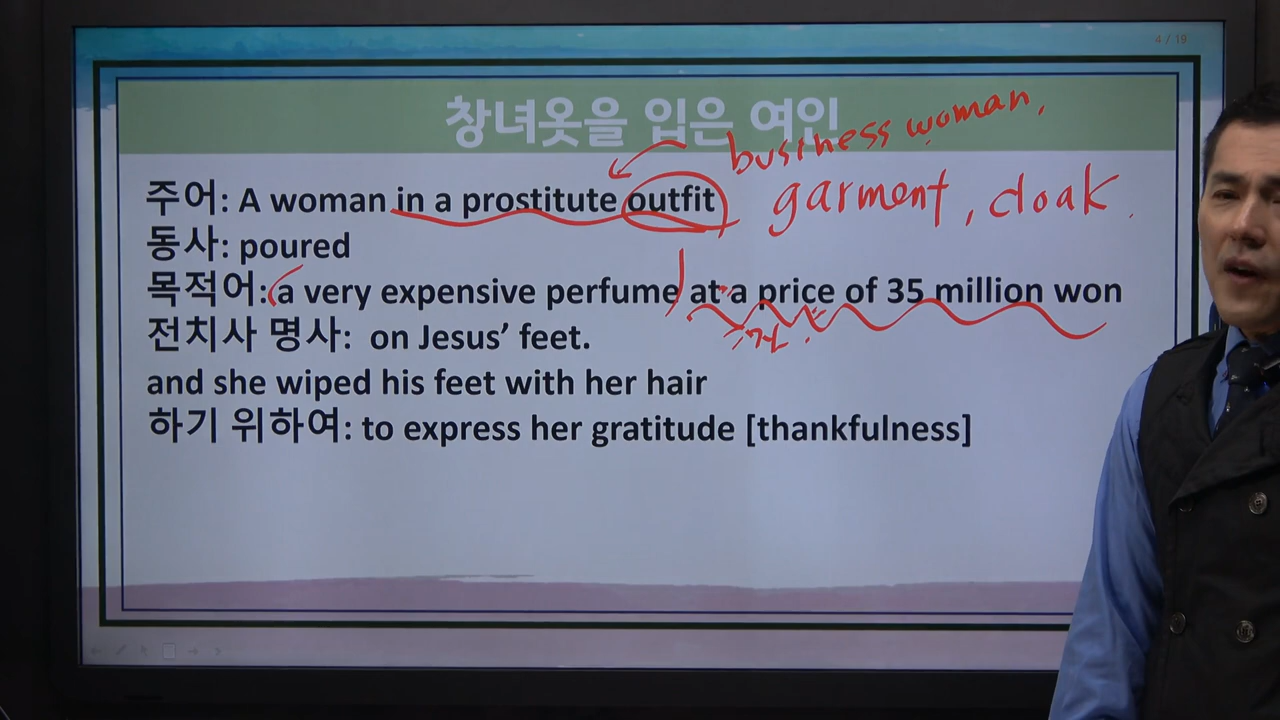 4 / 19
창녀옷을 입은 여인
business woman,
주어: A woman in a prostitute outfit
garment, cloak.
동사: poured
목적어: a very expensive perfume at a price of 35 million won
전치사 명사: on Jesus' feet.
and she wiped his feet with her hair
하기 위하여: to express her gratitude [thankfulness]